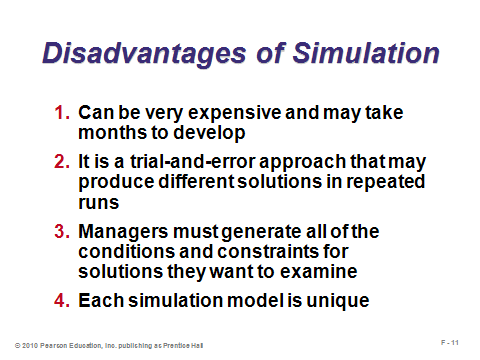 Disadvantages of Simulation
1. Can be very expensive and may take
months to develop
2. It is a trial-and-error approach that may
produce different solutions in repeated
runs
3. Managers must generate all of the
conditions and constraints for
solutions they want to examine
4. Each simulation model is unique
© 2010 Pearson Education, Inc. publishing as Prentice Hall
F - 11